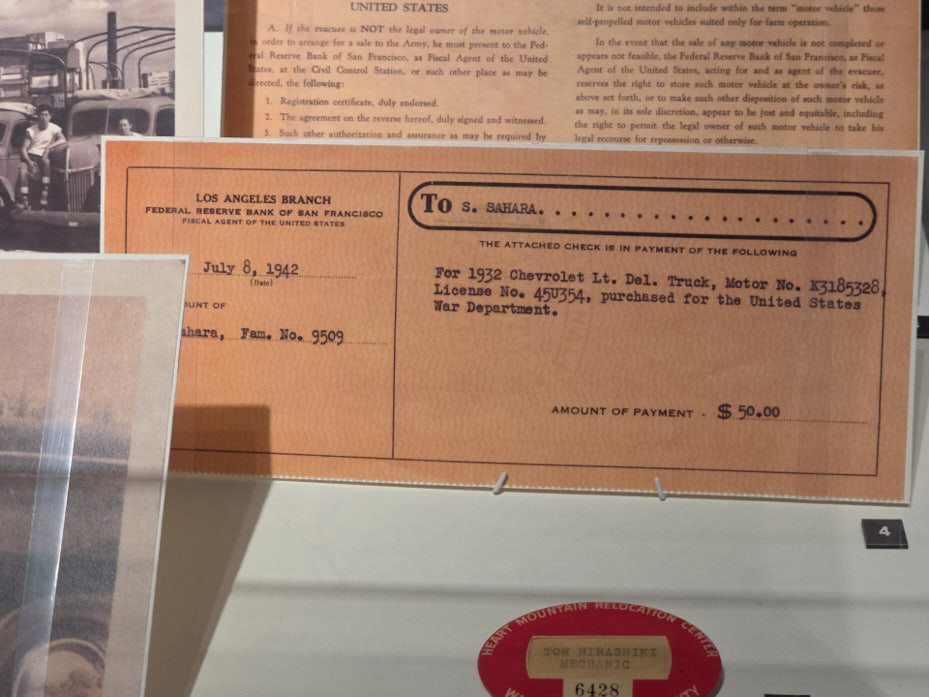 UNITED STATES
A. If the evacuee is NOT the legal owner of the motor vehicle,
in order to arrange for a sale to the Army, he must present to the Fed-
eral Reserve Bank of San Francisco, as Fiscal Agent of the United
States, at the Civil Control Station, or such other place as may be
directed, the following:
1. Registration certificate, duly endorsed.
2. The agreement on the reverse hereof, duly signed and witnessed.
3. Such other authorization and assurance as may be required by
It is not intended to include within the term "motor vehicle" those
self-propelled motor vehicles suited only for farm operation.
In the event that the sale of any motor vehicle is not completed or
appears not feasible, the Federal Reserve Bank of San Francisco, as Fiscal
Agent of the United States, acting for and as agent of the evacuee,
reserves the right to store such motor vehicle at the owner's risk, as
above set forth, or to make such other disposition of such motor vehicle
as may, in its sole discretion, appear to be just and equitable, including
the right to permit the legal owner of such motor vehicle to take his
legal recourse for repossession or otherwise.
LOS ANGELES BRANCH
FEDERAL RESERVE BANK OF SAN FRANCISCO
FISCAL AGENT OF THE UNITED STATES
July 8, 1942
(Date)
OUNT OF
ahara, Fam. No. 9509
To S. SAHARA.
THE ATTACHED CHECK IS IN PAYMENT OF THE FOLLOWING
For 1932 Chevrolet Lt. Del. Truck, Motor No. K3185328,
License No. 45U354, purchased for the United States
War Department.
AMOUNT OF PAYMENT - $ 50.00
4
HEART MOUNTAIN RELOCATION CENTER
TOM HIRASHIKI
MECHANIC
6428